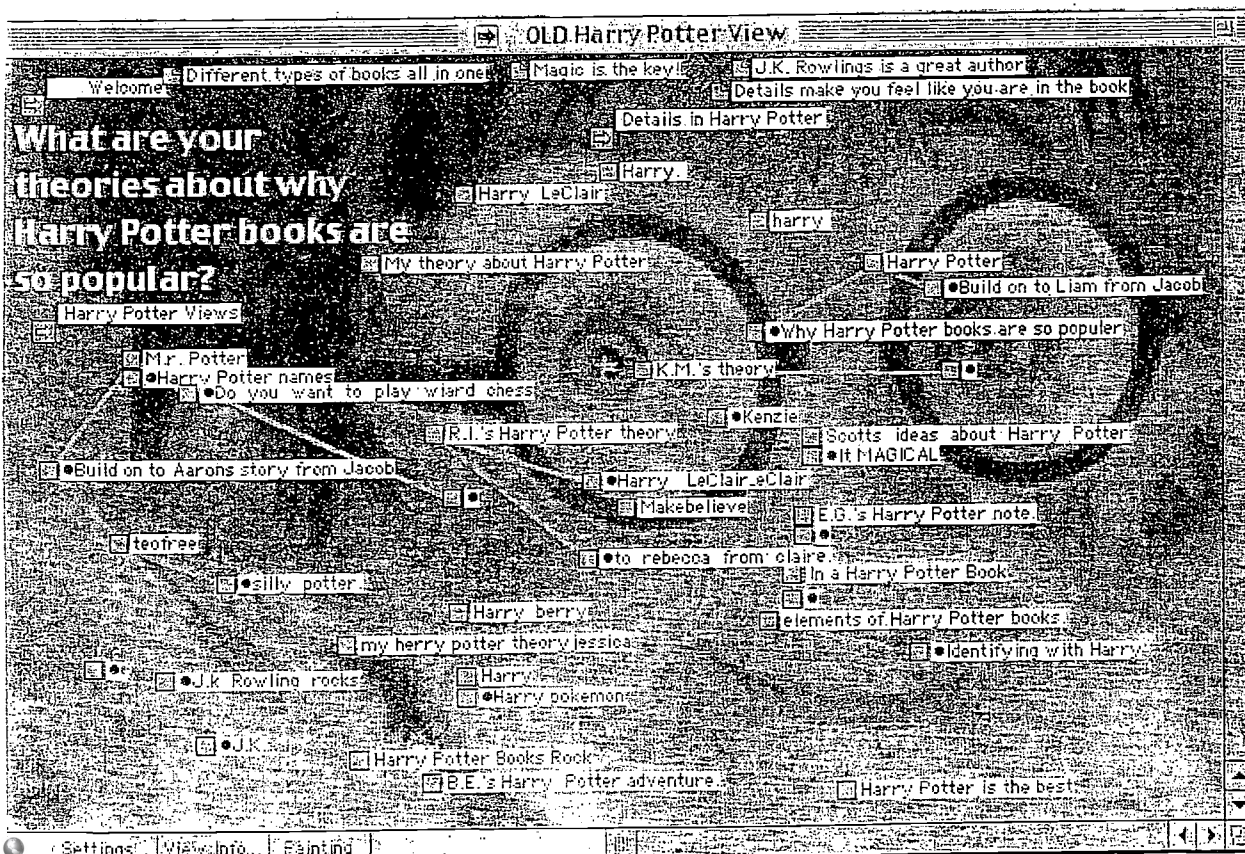 OLD Harry Potter View
Different types of books all in one
Magic is the key!
J.K. Rowlings is a great author
Welcome
Details make you feel like you are in the book
What are your
theories about why
Harry Potter books are
so popular?
Details in Harry Potter
Harry.
Harry LeClair
harry
My theory about Harry Potter
Harry Potter
Build on to Liam from Jacob
Harry Potter Views
Why Harry Potter books are so populer
M.r. Potter
K.M.'s theory
Harry Potter names
Do you want to play wiard chess
Kenzie
R.I.'s Harry Potter theory
Scotts ideas about Harry Potter
It MAGICAL
Build on to Aarons story from Jacob
Harry LeClair LeClair
Makebelieve
E.G.'s Harry Potter note.
teofree
to rebecca from claire.
In a Harry Potter Book
silly potter.
Harry berry
elements of Harry Potter books
my herry potter theory jessica
Identifying with Harry
Harry
J.k Rowling rocks
Harry pokemon
J.K.
Harry Potter Books Rock
B.E.'s Harry Potter adventure.
Harry Potter is the best
Settings View Info... Painting